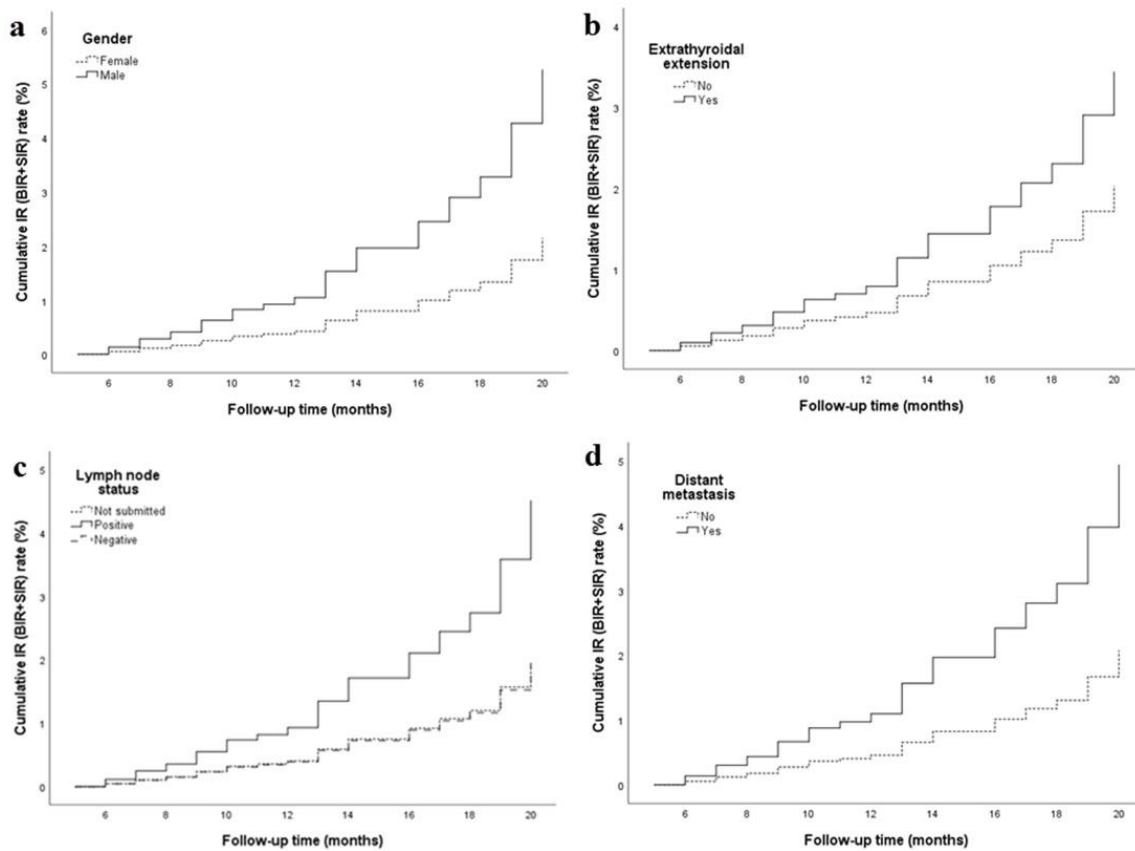 a
Gender
Female
Male
Cumulative IR (BIR+SIR) rate (%)
6
5
4
3
2
1
0
6 8 10 12 14 16 18 20
Follow-up time (months)
b
Extrathyroidal
extension
No
Yes
Cumulative IR (BIR+SIR) rate (%)
4
3
2
1
0
6 8 10 12 14 16 18 20
Follow-up time (months)
c
Lymph node
status
Not submitted
Positive
Negative
Cumulative IR (BIR+SIR) rate (%)
5
4
3
2
1
0
6 8 10 12 14 16 18 20
Follow-up time (months)
d
Distant
metastasis
No
Yes
Cumulative IR (BIR+SIR) rate (%)
5
4
3
2
1
0
6 8 10 12 14 16 18 20
Follow-up time (months)